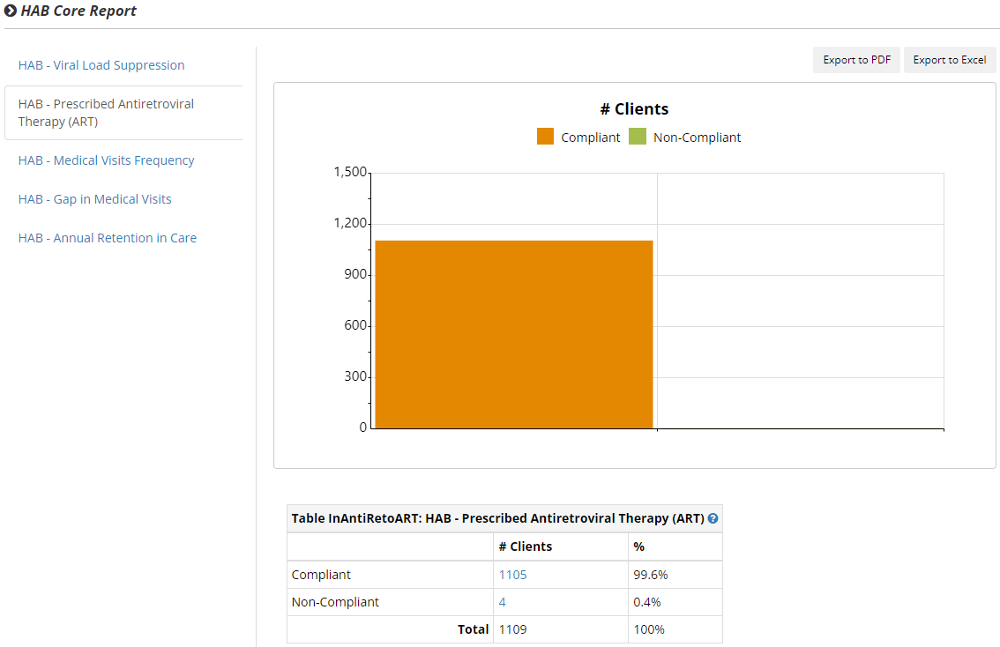 HAB Core Report
HAB - Viral Load Suppression
HAB - Prescribed Antiretroviral
Therapy (ART)
HAB - Medical Visits Frequency
HAB - Gap in Medical Visits
HAB - Annual Retention in Care
Export to PDF Export to Excel
# Clients
Compliant Non-Compliant
1,500
1,200
900
600
300
0
Table InAntiRetoART: HAB - Prescribed Antiretroviral Therapy (ART) ?
# Clients %
Compliant 1105 99.6%
Non-Compliant 4 0.4%
Total 1109 100%